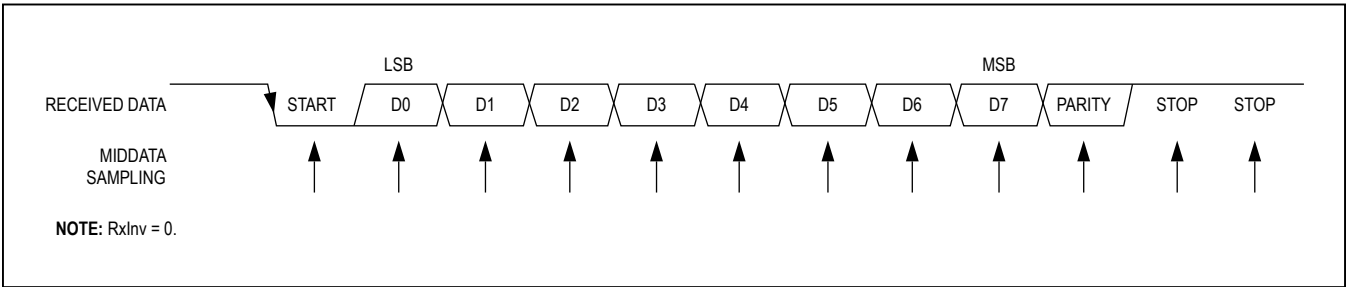 LSB MSB
RECEIVED DATA START D0 D1 D2 D3 D4 D5 D6 D7 PARITY STOP STOP
MIDDATA
SAMPLING
NOTE: RxInv = 0.